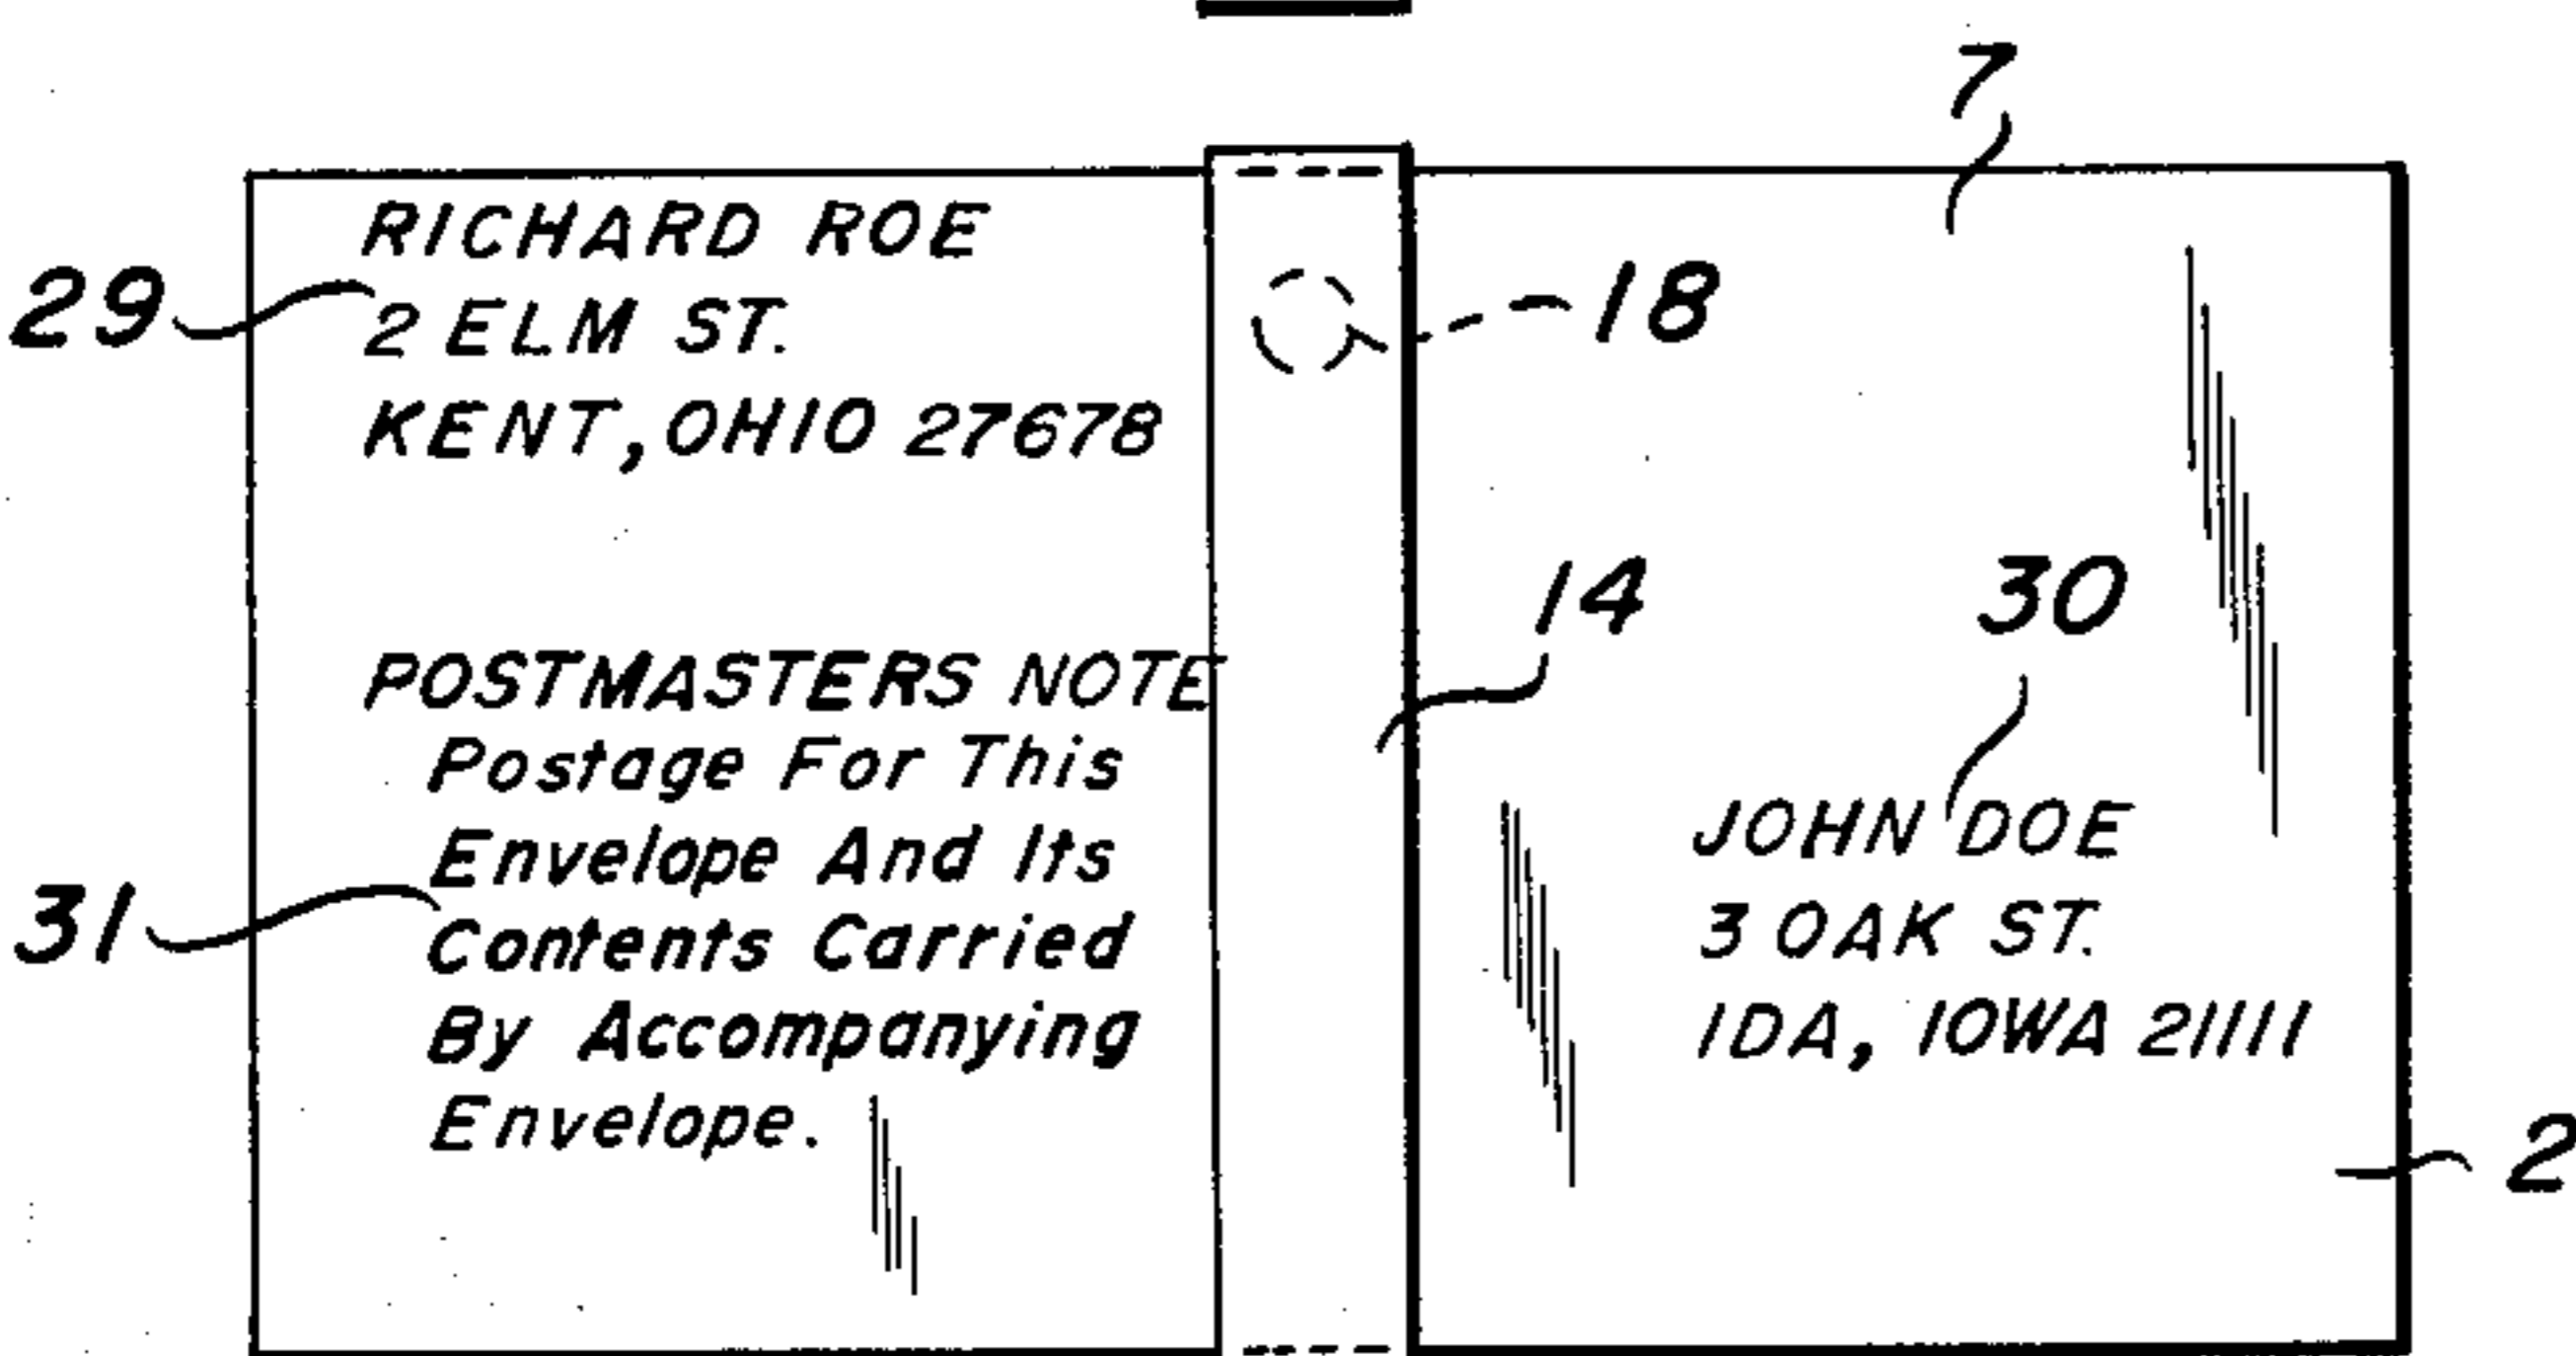 7
RICHARD ROE
29
2 ELM ST.
18
KENT, OHIO 27678
14
30
POSTMASTERS NOTE
Postage For This
JOHN DOE
Envelope And Its
31
Contents Carried
3 OAK ST.
By Accompanying
IDA, IOWA 21111
Envelope.
2